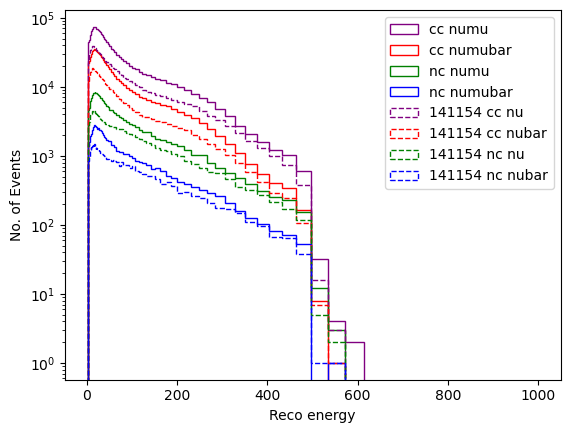 10⁵
10⁴
10³
10²
10¹
10⁰
No. of Events
0
200
400
600
800
1000
Reco energy
cc numu
cc numubar
nc numu
nc numubar
141154 cc nu
141154 cc nubar
141154 nc nu
141154 nc nubar